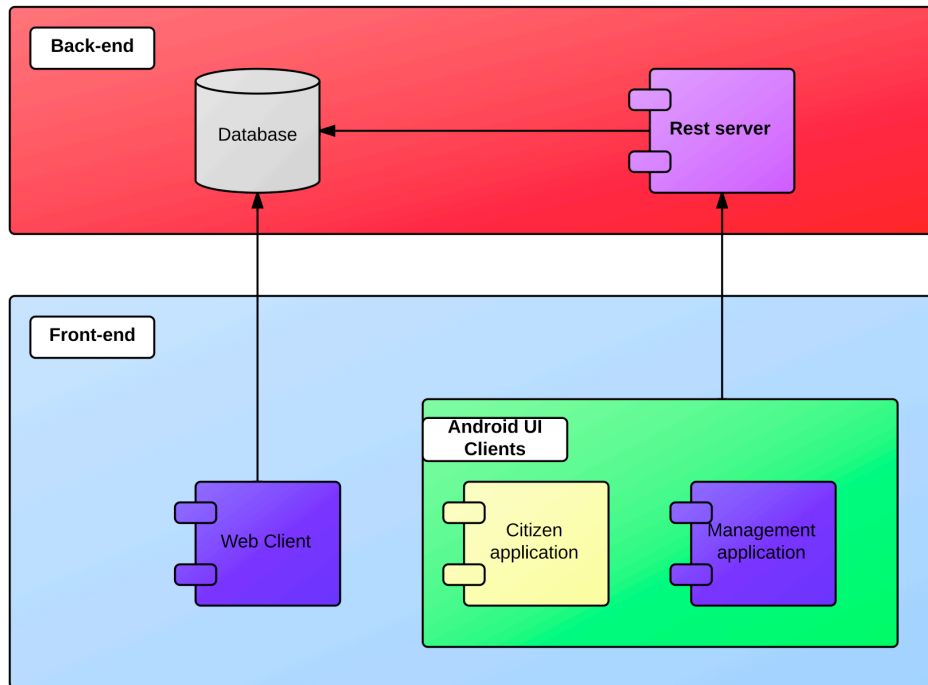 Back-end
Database
Rest server
Front-end
Android UI
Clients
Web Client
Citizen
application
Management
application